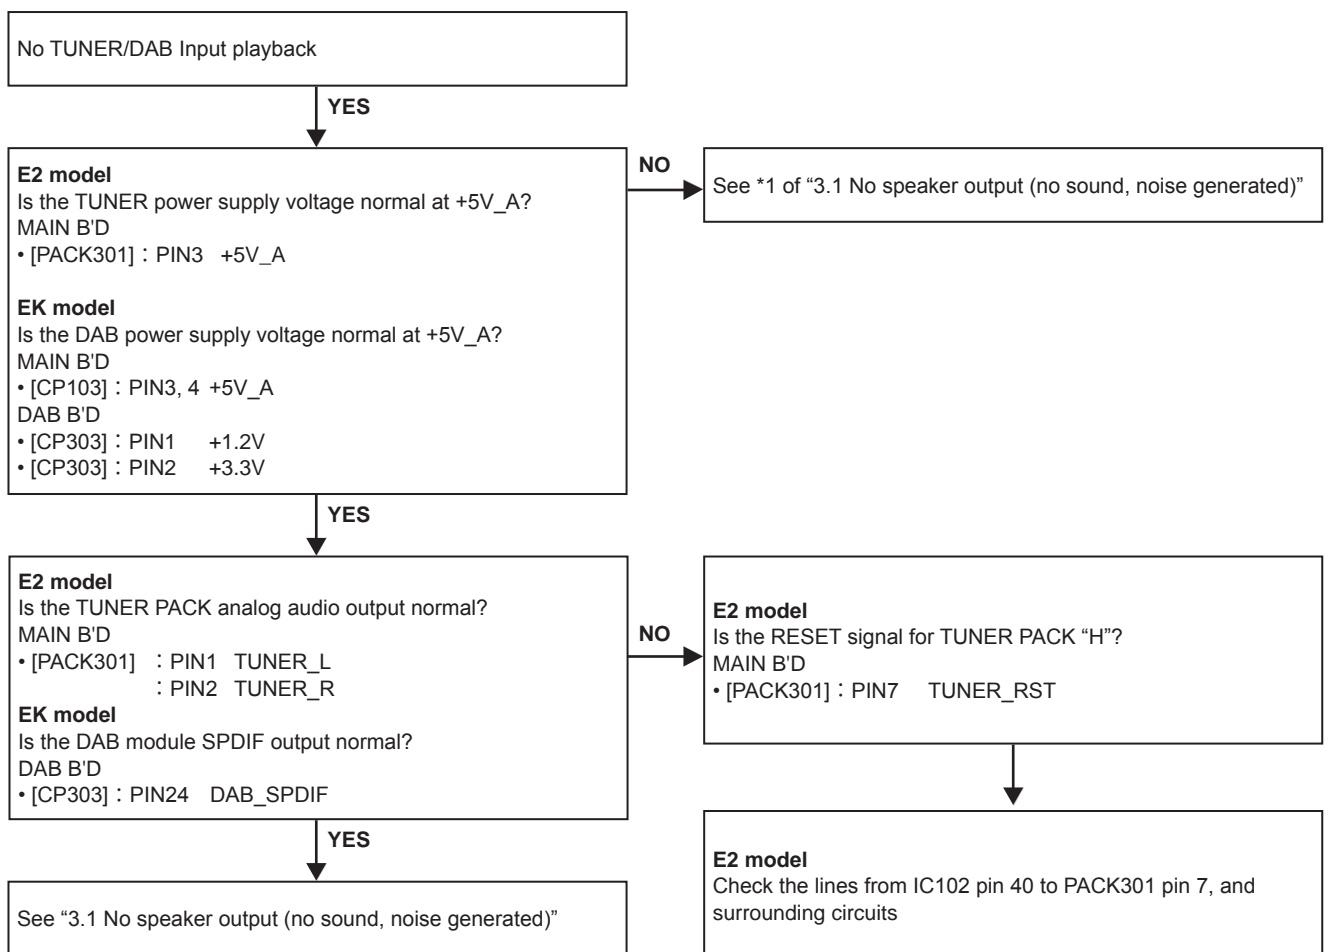 No TUNER/DAB Input playback
YES
E2 model
Is the TUNER power supply voltage normal at +5V_A?
MAIN B'D
• [PACK301]：PIN3 +5V_A
EK model
Is the DAB power supply voltage normal at +5V_A?
MAIN B'D
• [CP103]：PIN3, 4 +5V_A
DAB B'D
• [CP303]：PIN1 +1.2V
• [CP303]：PIN2 +3.3V
NO
See *1 of “3.1 No speaker output (no sound, noise generated)”
YES
E2 model
Is the TUNER PACK analog audio output normal?
MAIN B'D
• [PACK301] ：PIN1 TUNER_L
：PIN2 TUNER_R
EK model
Is the DAB module SPDIF output normal?
DAB B'D
• [CP303]：PIN24 DAB_SPDIF
NO
E2 model
Is the RESET signal for TUNER PACK “H”?
MAIN B'D
• [PACK301]：PIN7 TUNER_RST
YES
See “3.1 No speaker output (no sound, noise generated)”
E2 model
Check the lines from IC102 pin 40 to PACK301 pin 7, and
surrounding circuits